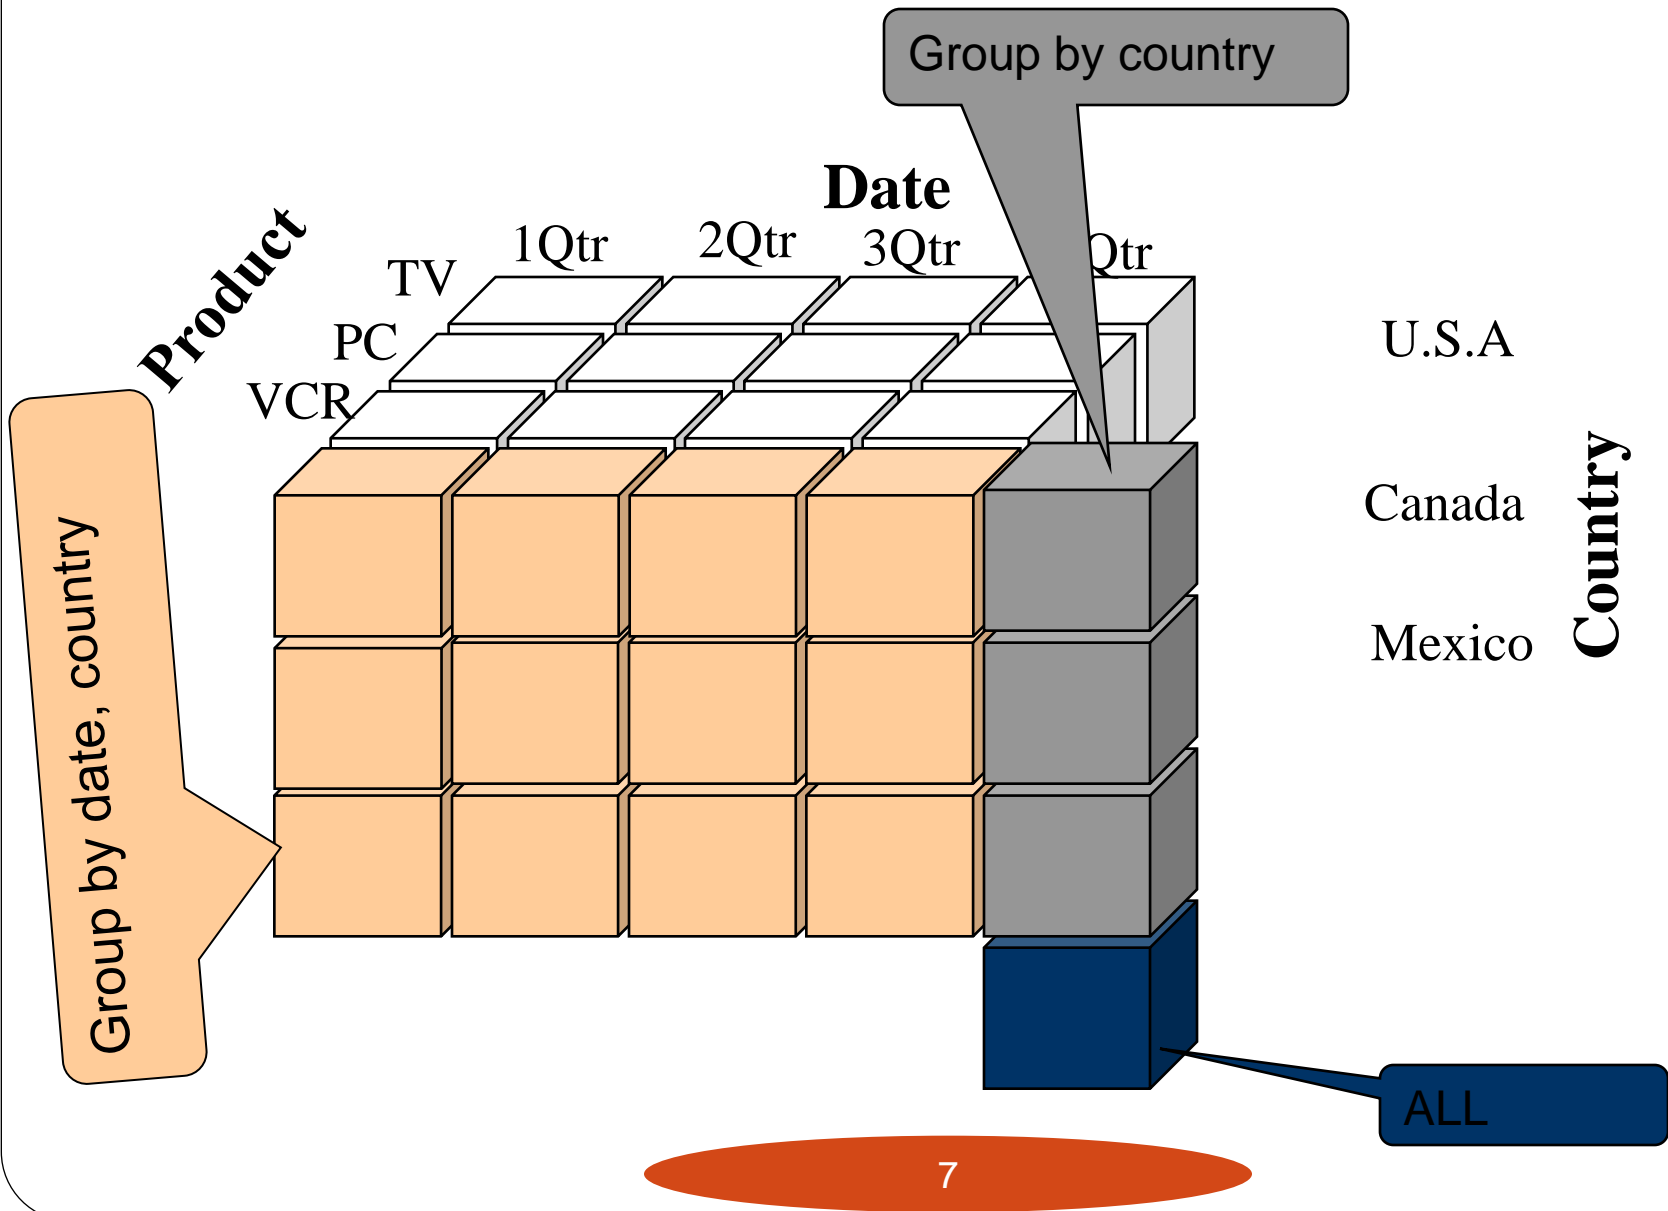 Group by country
Date
Product
1Qtr
2Qtr
3Qtr
Qtr
TV
PC
VCR
U.S.A
Canada
Mexico
Country
Group by date, country
ALL
7